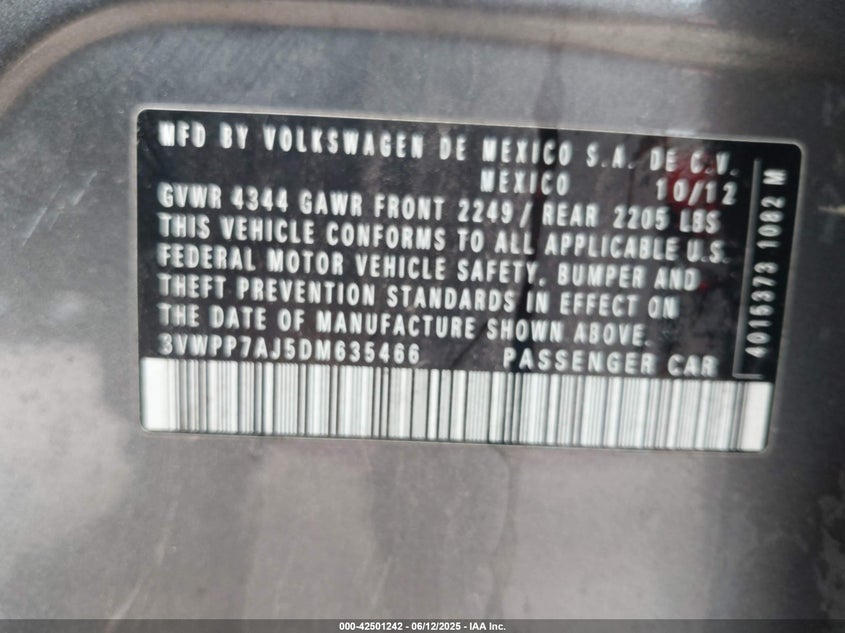 MFD BY VOLKSWAGEN DE MEXICO S.A. DE C.V.
MEXICO 10/12
GVWR 4344 GAWR FRONT 2249/ REAR 2205 LBS
THIS VEHICLE CONFORMS TO ALL APPLICABLE U.S.
FEDERAL MOTOR VEHICLE SAFETY, BUMPER AND
THEFT PREVENTION STANDARDS IN EFFECT ON
THE DATE OF MANUFACTURE SHOWN ABOVE.
3VWPP7AJ5DM635466 PASSENGER CAR
4015373 1082 M
000-42501242 - 06/12/2025 - IAA Inc.